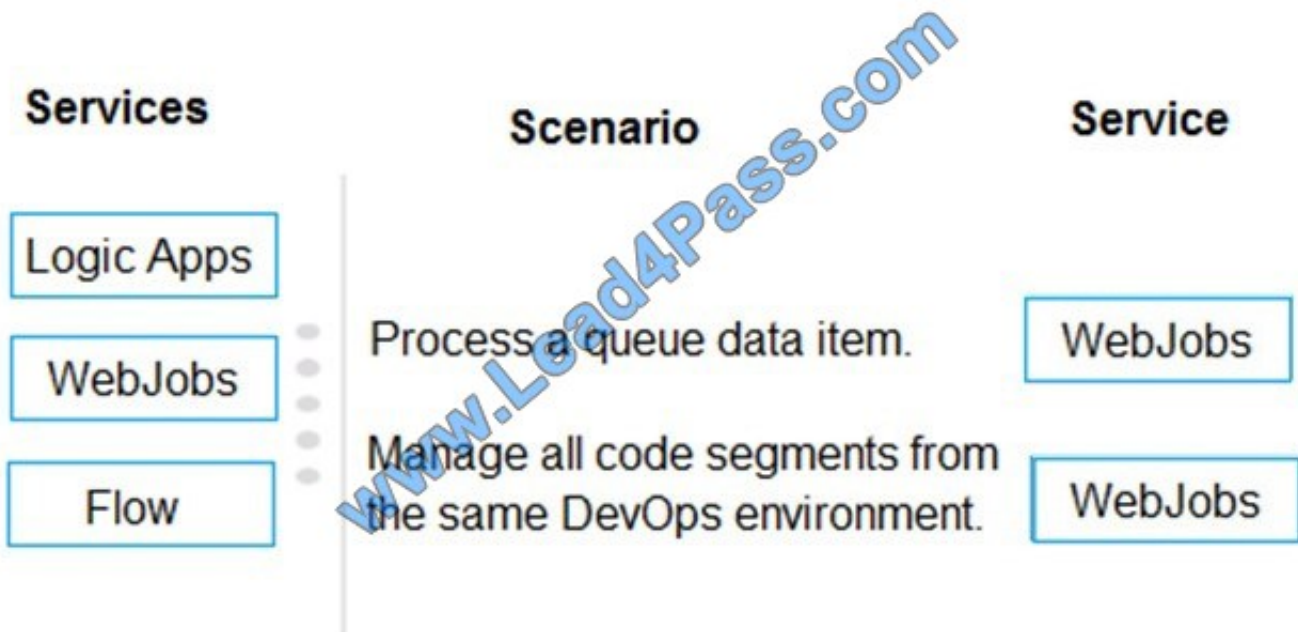 Services
Scenario
Service
Logic Apps
WebJobs
Flow
Process a queue data item.
WebJobs
Manage all code segments from
the same DevOps environment.
WebJobs
www.Lead4Pass.com